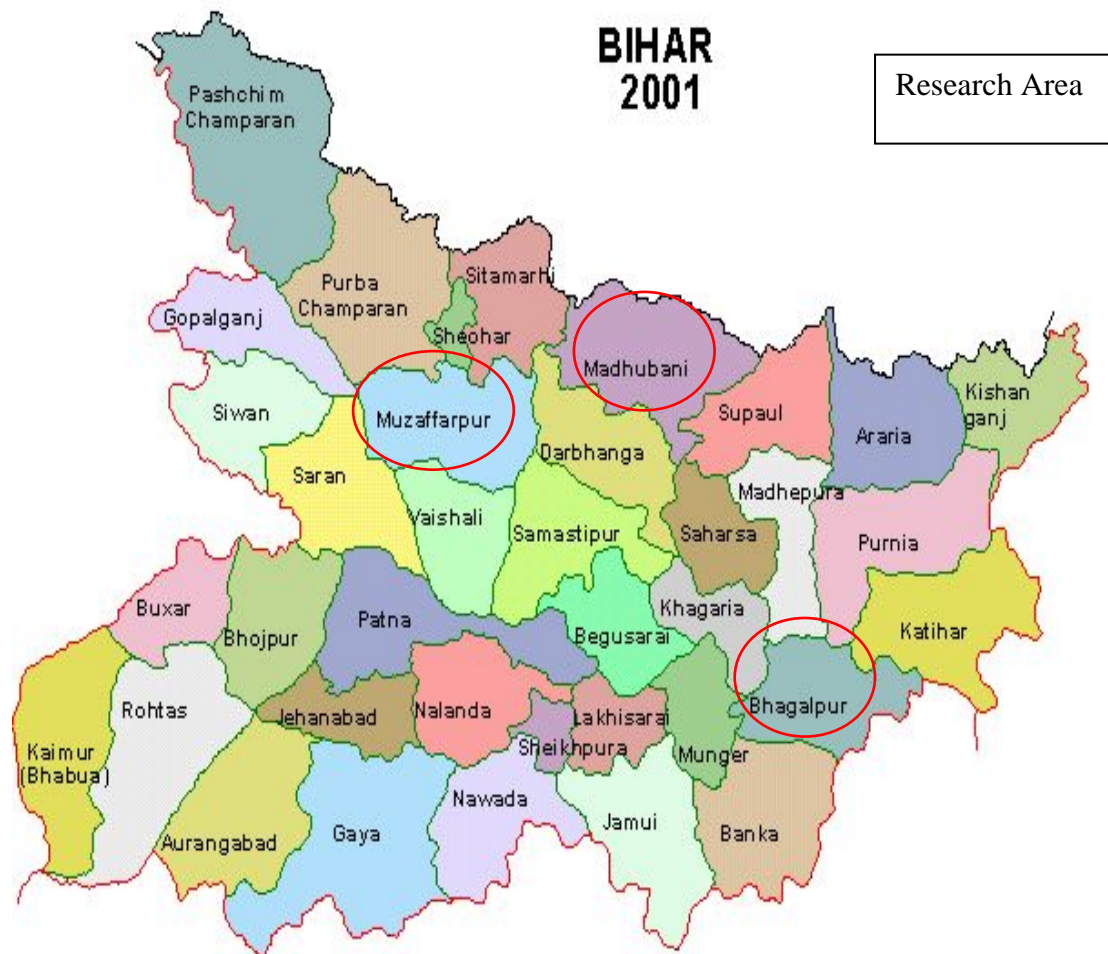 BIHAR
2001
Research Area
Pashchim
Champaran
Purba
Champaran
Sitamarhi
Gopalganj
Sheohar
Madhubani
Siwan
Muzaffarpur
Supaul
Kishan
ganj
Araria
Saran
Darbhanga
Madhepura
Vaishali
Samastipur
Saharsa
Purnia
Buxar
Bhojpur
Patna
Begusarai
Khagaria
Katihar
Rohtas
Jehanabad
Nalanda
Lakhisarai
Bhagalpur
Kaimur
(Bhabua)
Sheikhpura
Munger
Aurangabad
Gaya
Nawada
Jamui
Banka